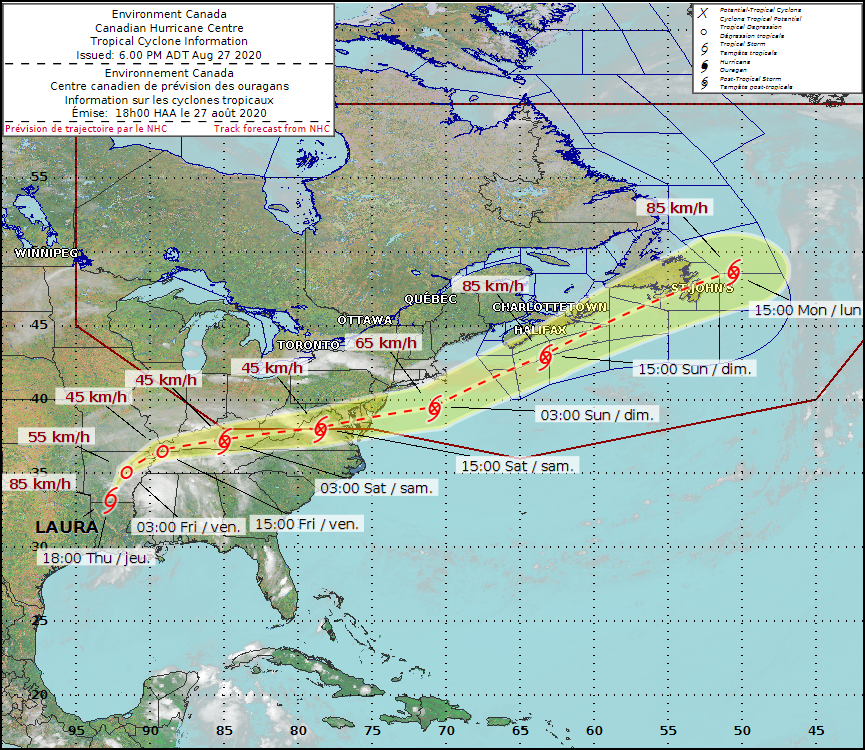 Environment Canada
Canadian Hurricane Centre
Tropical Cyclone Information
Issued: 6.00 PM ADT Aug 27 2020
Environnement Canada
Centre canadien de prévision des ouragans
Information sur les cyclones tropicaux
Émise: 18h00 HAA le 27 août 2020
Prévision de trajectoire par le NHC Track forecast from NHC
Potential-Tropical Cyclone
Cyclone Tropical Potentiel
Tropical Depression
Dépression tropicale
Tropical Storm
Tempête tropicale
Hurricane
Ouragan
Post-Tropical Storm
Tempête post-tropicale
55
85 km/h
WINNIPEG
ST.JOHN'S
85 km/h
QUÉBEC
CHARLOTTETOWN
15:00 Mon / lun
45
OTTAWA
HALIFAX
45
TORONTO
65 km/h
45 km/h
15:00 Sun / dim.
45 km/h
45 km/h
40
40
03:00 Sun / dim.
55 km/h
15:00 Sat / sam.
35
35
85 km/h
03:00 Sat / sam.
LAURA
03:00 Fri / ven.
15:00 Fri / ven.
30
30
18:00 Thu / jeu.
25
25
20
20
95
90
85
80
75
70
65
60
55
50
45